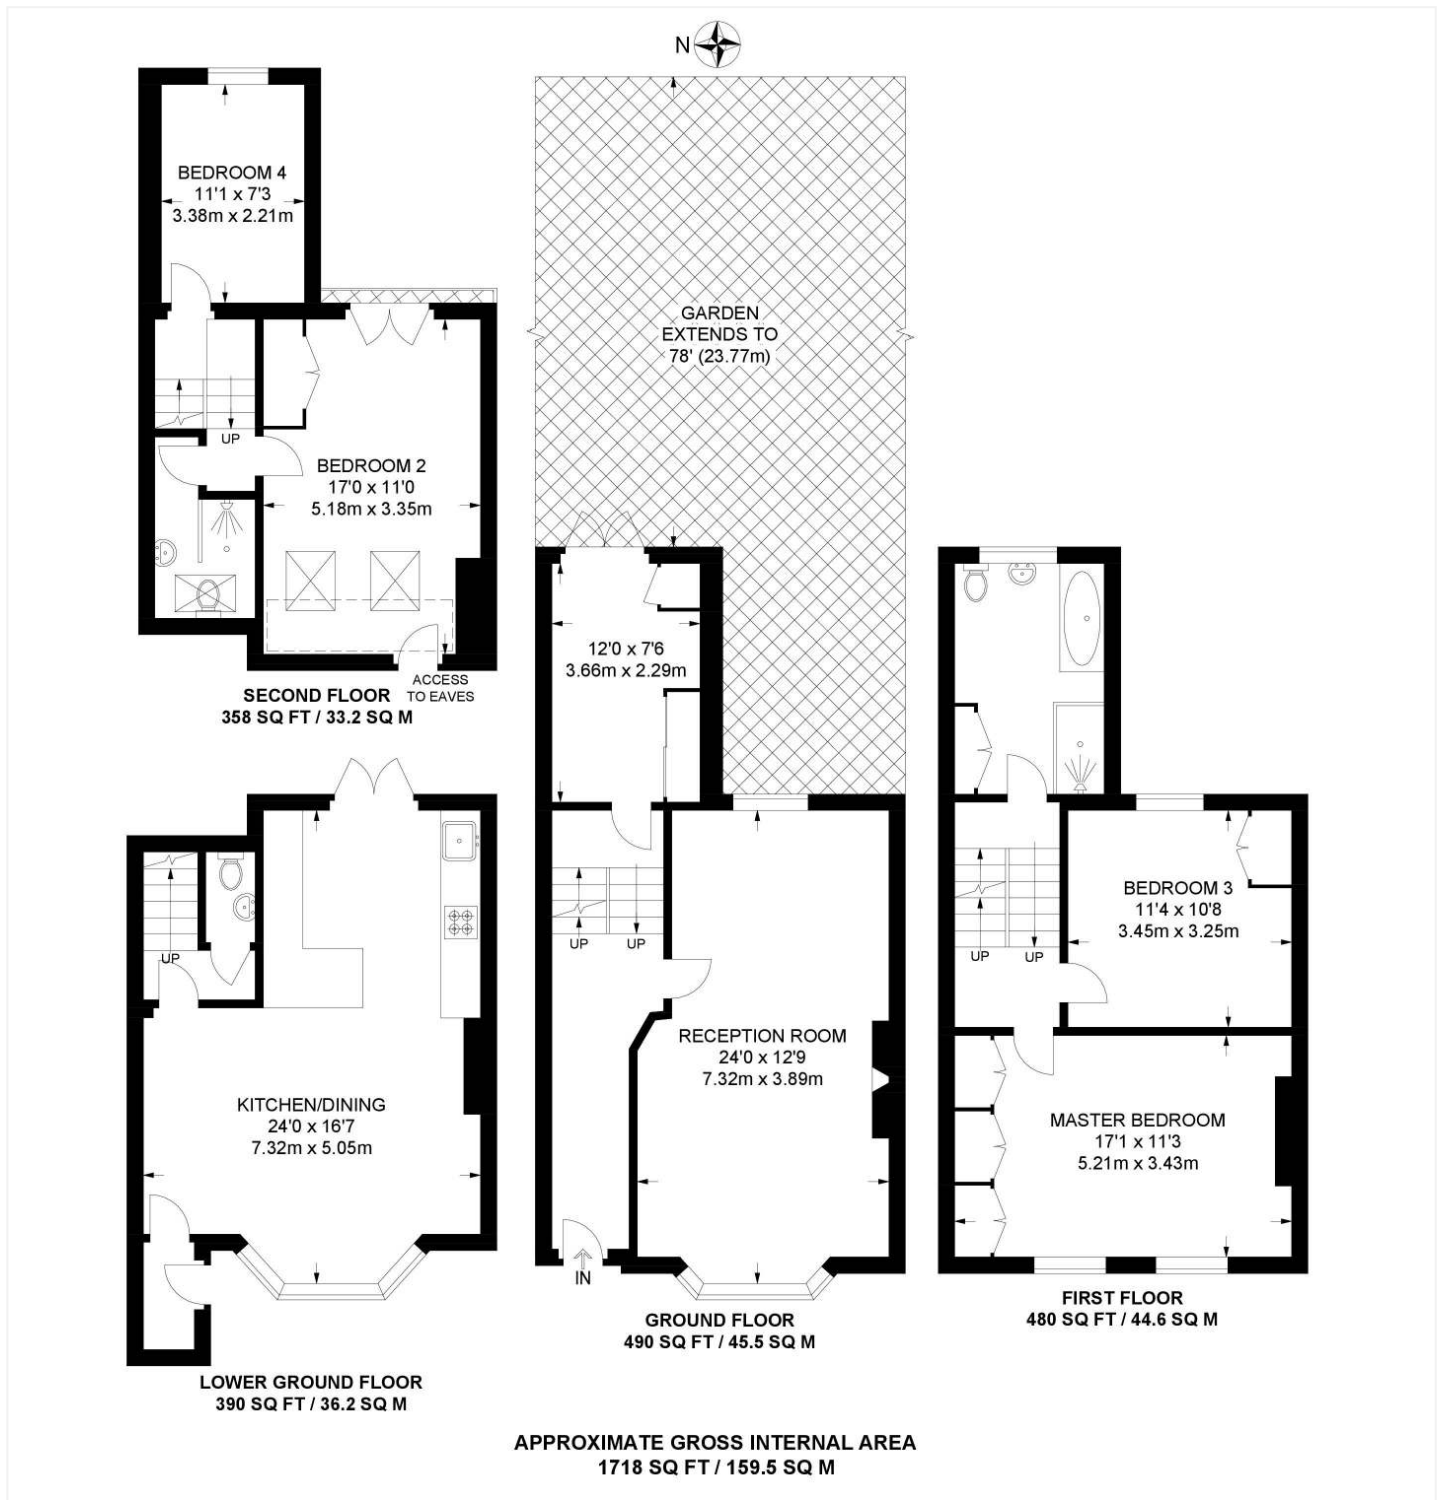 N
BEDROOM 4
11'1 x 7'3
3.38m x 2.21m
UP
BEDROOM 2
17'0 x 11'0
5.18m x 3.35m
ACCESS
TO EAVES
SECOND FLOOR
358 SQ FT / 33.2 SQ M
GARDEN
EXTENDS TO
78' (23.77m)
12'0 x 7'6
3.66m x 2.29m
UP
UP
RECEPTION ROOM
24'0 x 12'9
7.32m x 3.89m
IN
GROUND FLOOR
490 SQ FT / 45.5 SQ M
UP
UP
BEDROOM 3
11'4 x 10'8
3.45m x 3.25m
MASTER BEDROOM
17'1 x 11'3
5.21m x 3.43m
FIRST FLOOR
480 SQ FT / 44.6 SQ M
UP
KITCHEN/DINING
24'0 x 16'7
7.32m x 5.05m
LOWER GROUND FLOOR
390 SQ FT / 36.2 SQ M
APPROXIMATE GROSS INTERNAL AREA
1718 SQ FT / 159.5 SQ M